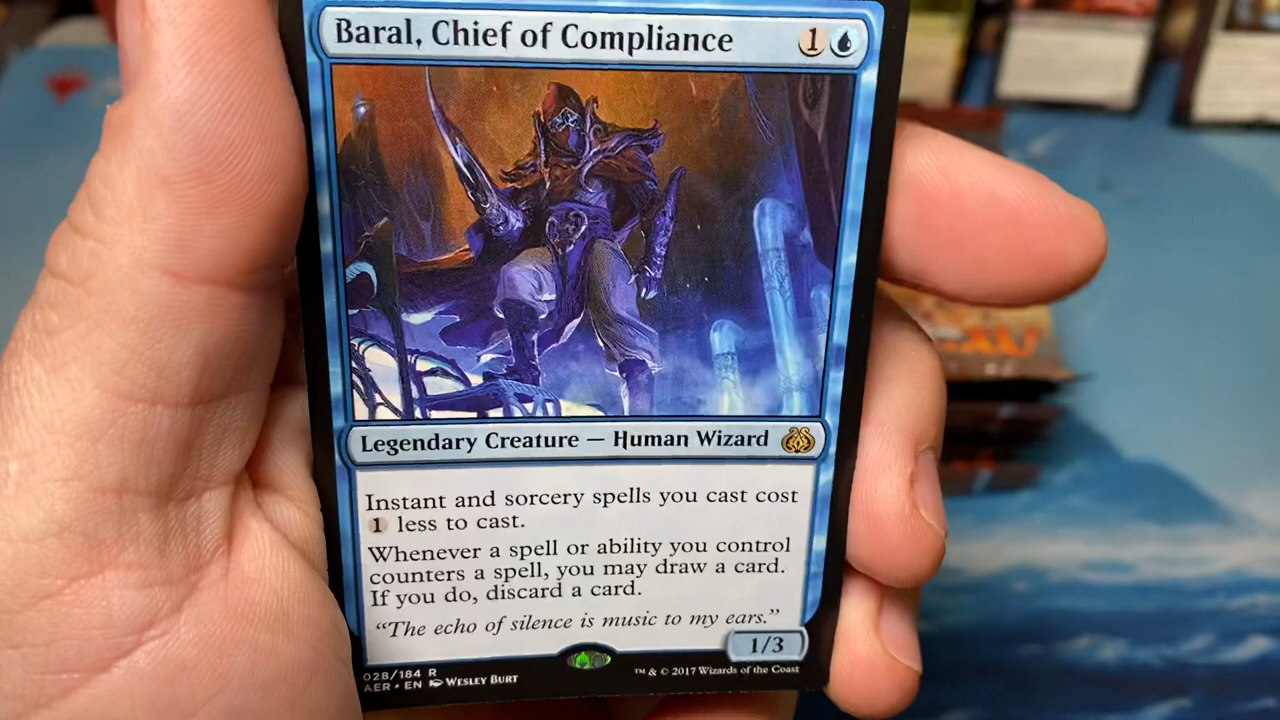 Baral, Chief of Compliance 1
Legendary Creature — Human Wizard
Instant and sorcery spells you cast cost
1 less to cast.
Whenever a spell or ability you control
counters a spell, you may draw a card.
If you do, discard a card.
“The echo of silence is music to my ears.”
1/3
028/184 R
AER • EN WESLEY BURT
™ & © 2017 Wizards of the Coast